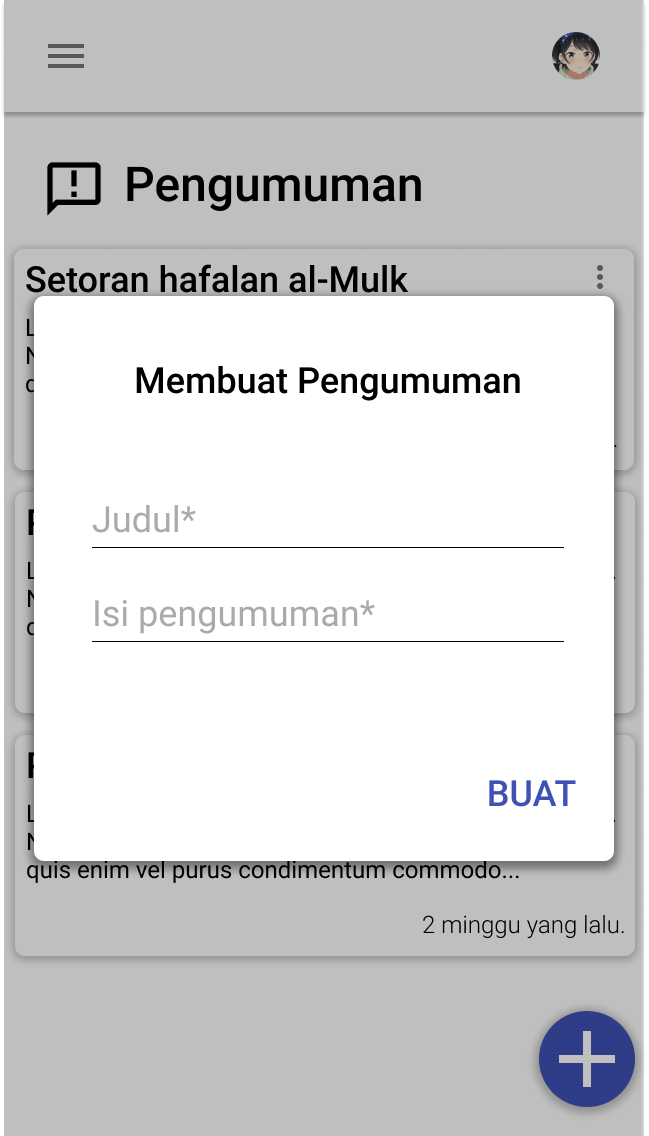 Pengumuman
Setoran hafalan al-Mulk
Membuat Pengumuman
Judul*
Isi pengumuman*
BUAT
quis enim vel purus condimentum commodo...
2 minggu yang lalu.